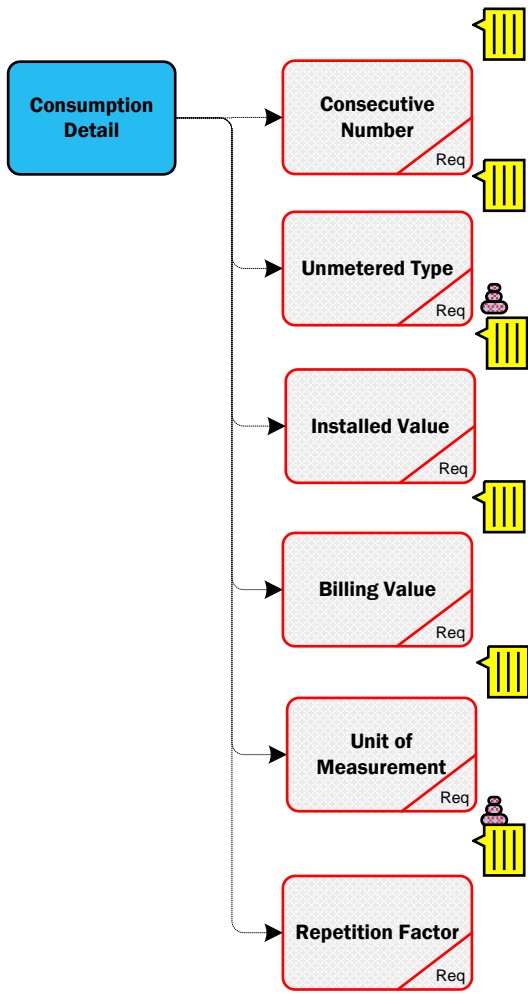 Consumption
Detail
Consecutive
Number
Req
Unmetered Type
Req
Installed Value
Req
Billing Value
Req
Unit of
Measurement
Req
Repetition Factor
Req